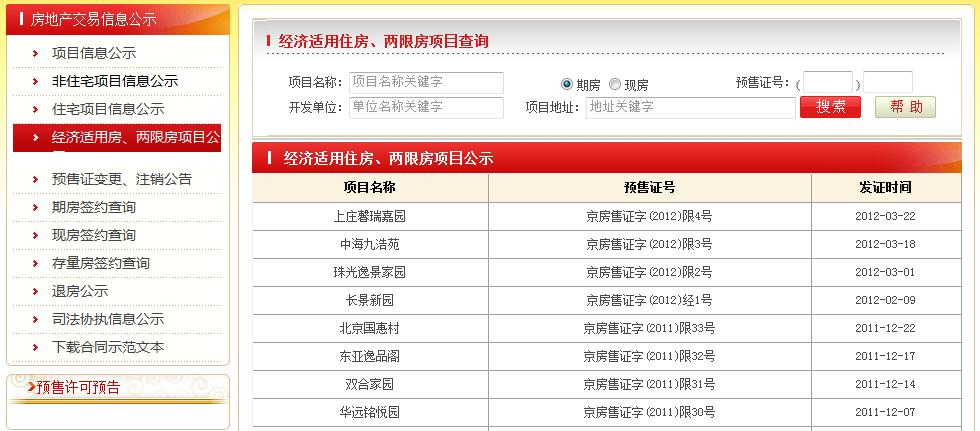 房地产交易信息公示
项目信息公示
非住宅项目信息公示
住宅项目信息公示
经济适用房、两限房项目公
预售证变更、注销公告
期房签约查询
现房签约查询
存量房签约查询
退房公示
司法协执信息公示
下载合同示范文本
预售许可预告
经济适用住房、两限房项目查询
项目名称: 项目名称关键字 期房 现房 预售证号: ( )
开发单位: 单位名称关键字 项目地址: 地址关键字 搜索 帮助
经济适用住房、两限房项目公示
项目名称 预售证号 发证时间
上庄馨瑞嘉园 京房售证字(2012)限4号 2012-03-22
中海九浩苑 京房售证字(2012)限3号 2012-03-18
珠光逸景家园 京房售证字(2012)限2号 2012-03-01
长景新园 京房售证字(2012)经1号 2012-02-09
北京国惠村 京房售证字(2011)限33号 2011-12-22
东亚逸品阁 京房售证字(2011)限32号 2011-12-17
双合家园 京房售证字(2011)限31号 2011-12-14
华远铭悦园 京房售证字(2011)限30号 2011-12-07